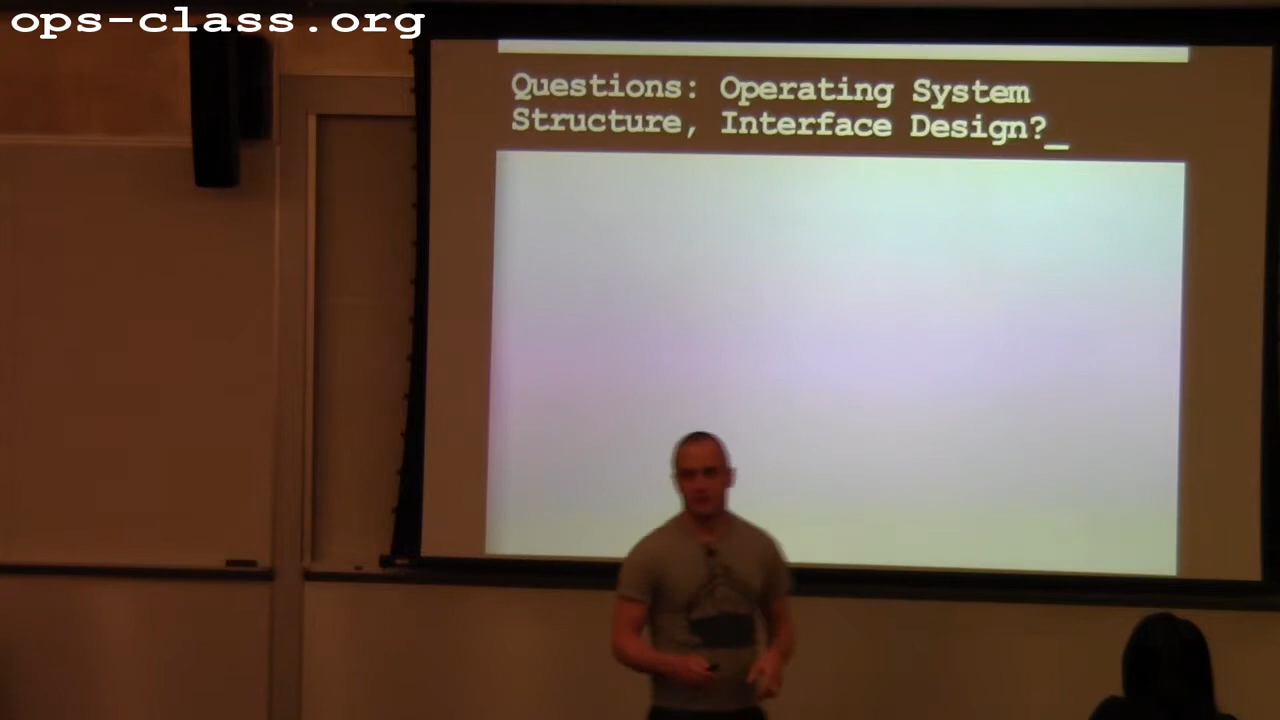 ops-class.org
Questions: Operating System
Structure, Interface Design?_